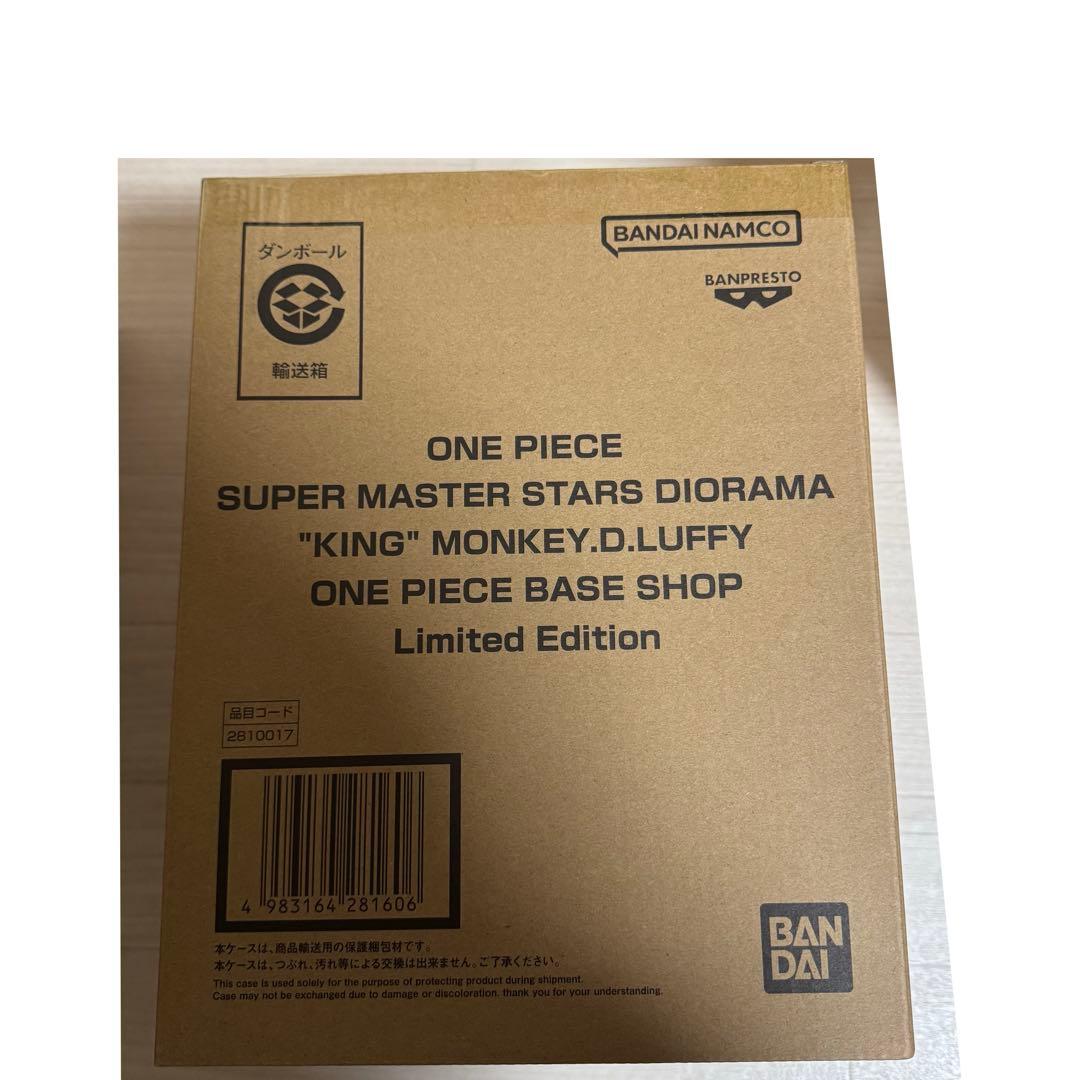 ダンボール
輸送箱
BANDAI NAMCO
BANPRESTO
ONE PIECE
SUPER MASTER STARS DIORAMA
"KING" MONKEY.D.LUFFY
ONE PIECE BASE SHOP
Limited Edition
品目コード
2810017
4 983164 281606
本ケースは、商品輸送用の保護梱包材です。
本ケースは、つぶれ、汚れ等による交換は出来ません。ご了承ください。
This case is used solely for the purpose of protecting product during shipment.
Case may not be exchanged due to damage or discoloration. thank you for your understanding.
BAN
DAI